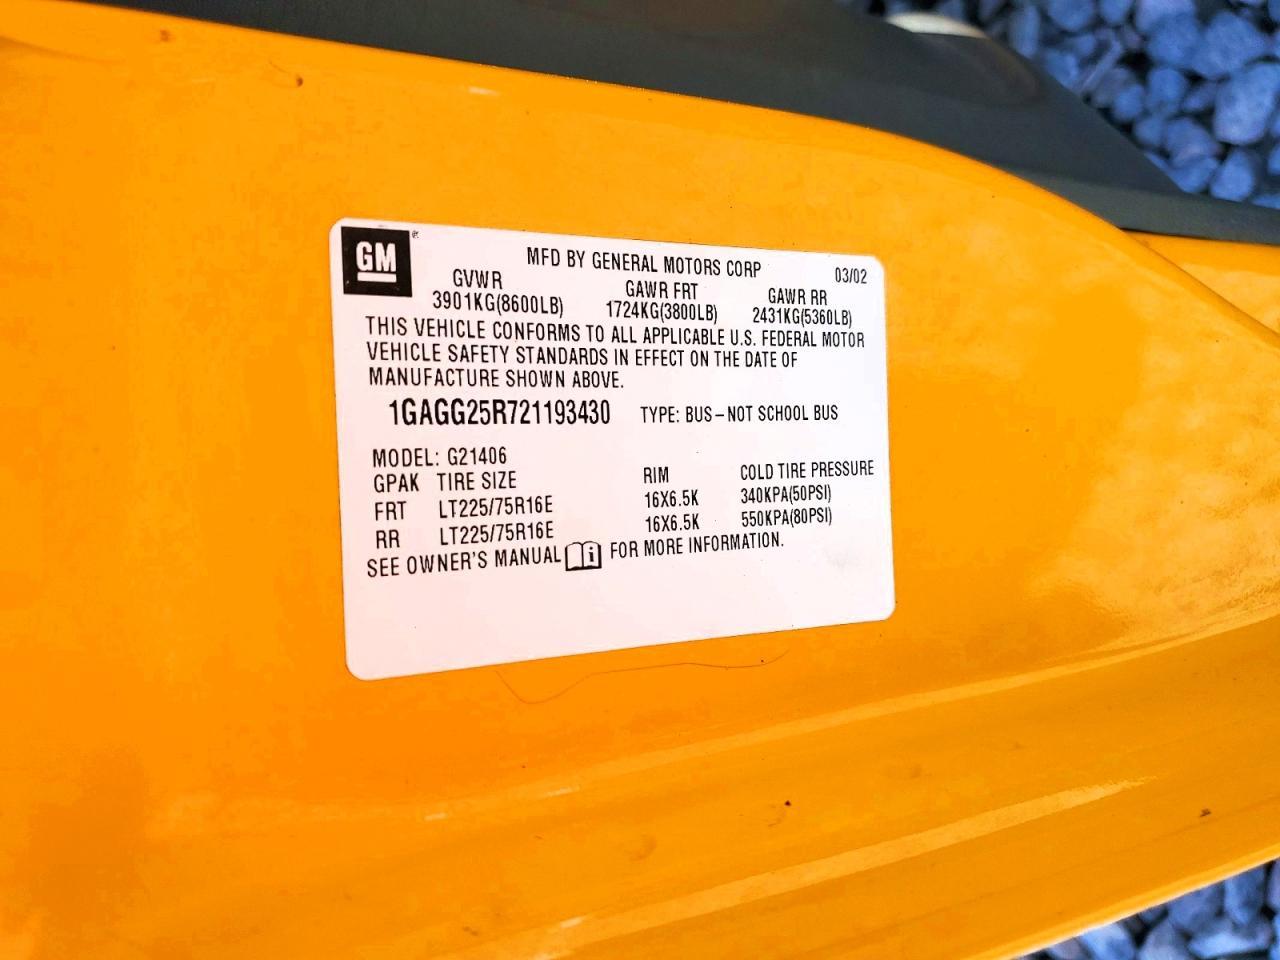 GM
MFD BY GENERAL MOTORS CORP 03/02
GVWR GAWR FRT GAWR RR
3901KG(8600LB) 1724KG(3800LB) 2431KG(5360LB)
THIS VEHICLE CONFORMS TO ALL APPLICABLE U.S. FEDERAL MOTOR
VEHICLE SAFETY STANDARDS IN EFFECT ON THE DATE OF
MANUFACTURE SHOWN ABOVE.
1GAGG25R721193430 TYPE: BUS–NOT SCHOOL BUS
MODEL: G21406
GPAK TIRE SIZE RIM COLD TIRE PRESSURE
FRT LT225/75R16E 16X6.5K 340KPA(50PSI)
RR LT225/75R16E 16X6.5K 550KPA(80PSI)
SEE OWNER'S MANUAL i FOR MORE INFORMATION.